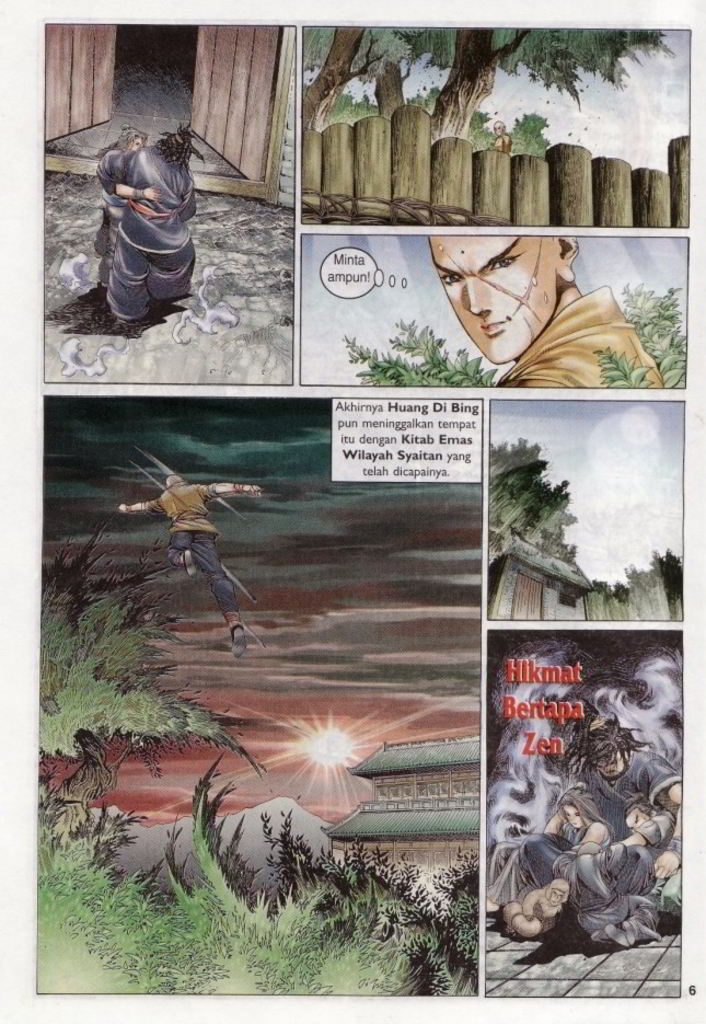 Minta
ampun!
Akhirnya Huang Di Bing
pun meninggalkan tempat
itu dengan Kitab Emas
Wilayah Syaitan yang
telah dicapainya.
Hikmat
Bertapa
Zen
6